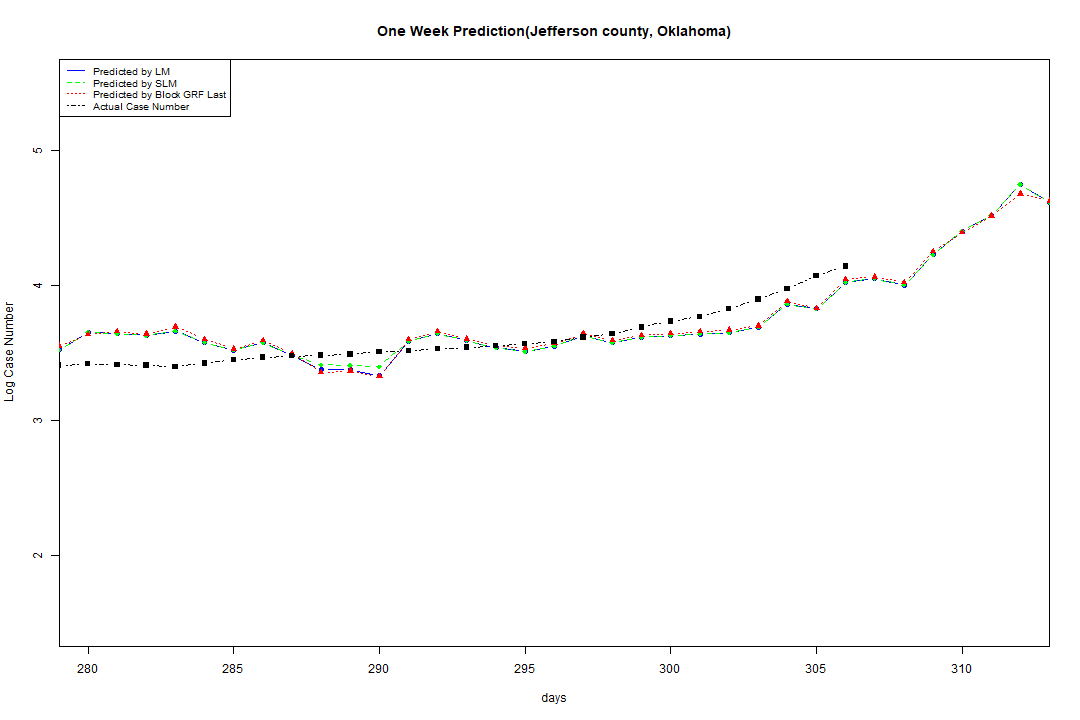 One Week Prediction(Jefferson county, Oklahoma)
Predicted by LM
Predicted by SLM
Predicted by Block GRF Last
Actual Case Number
Log Case Number
5
4
3
2
280 285 290 295 300 305 310
days